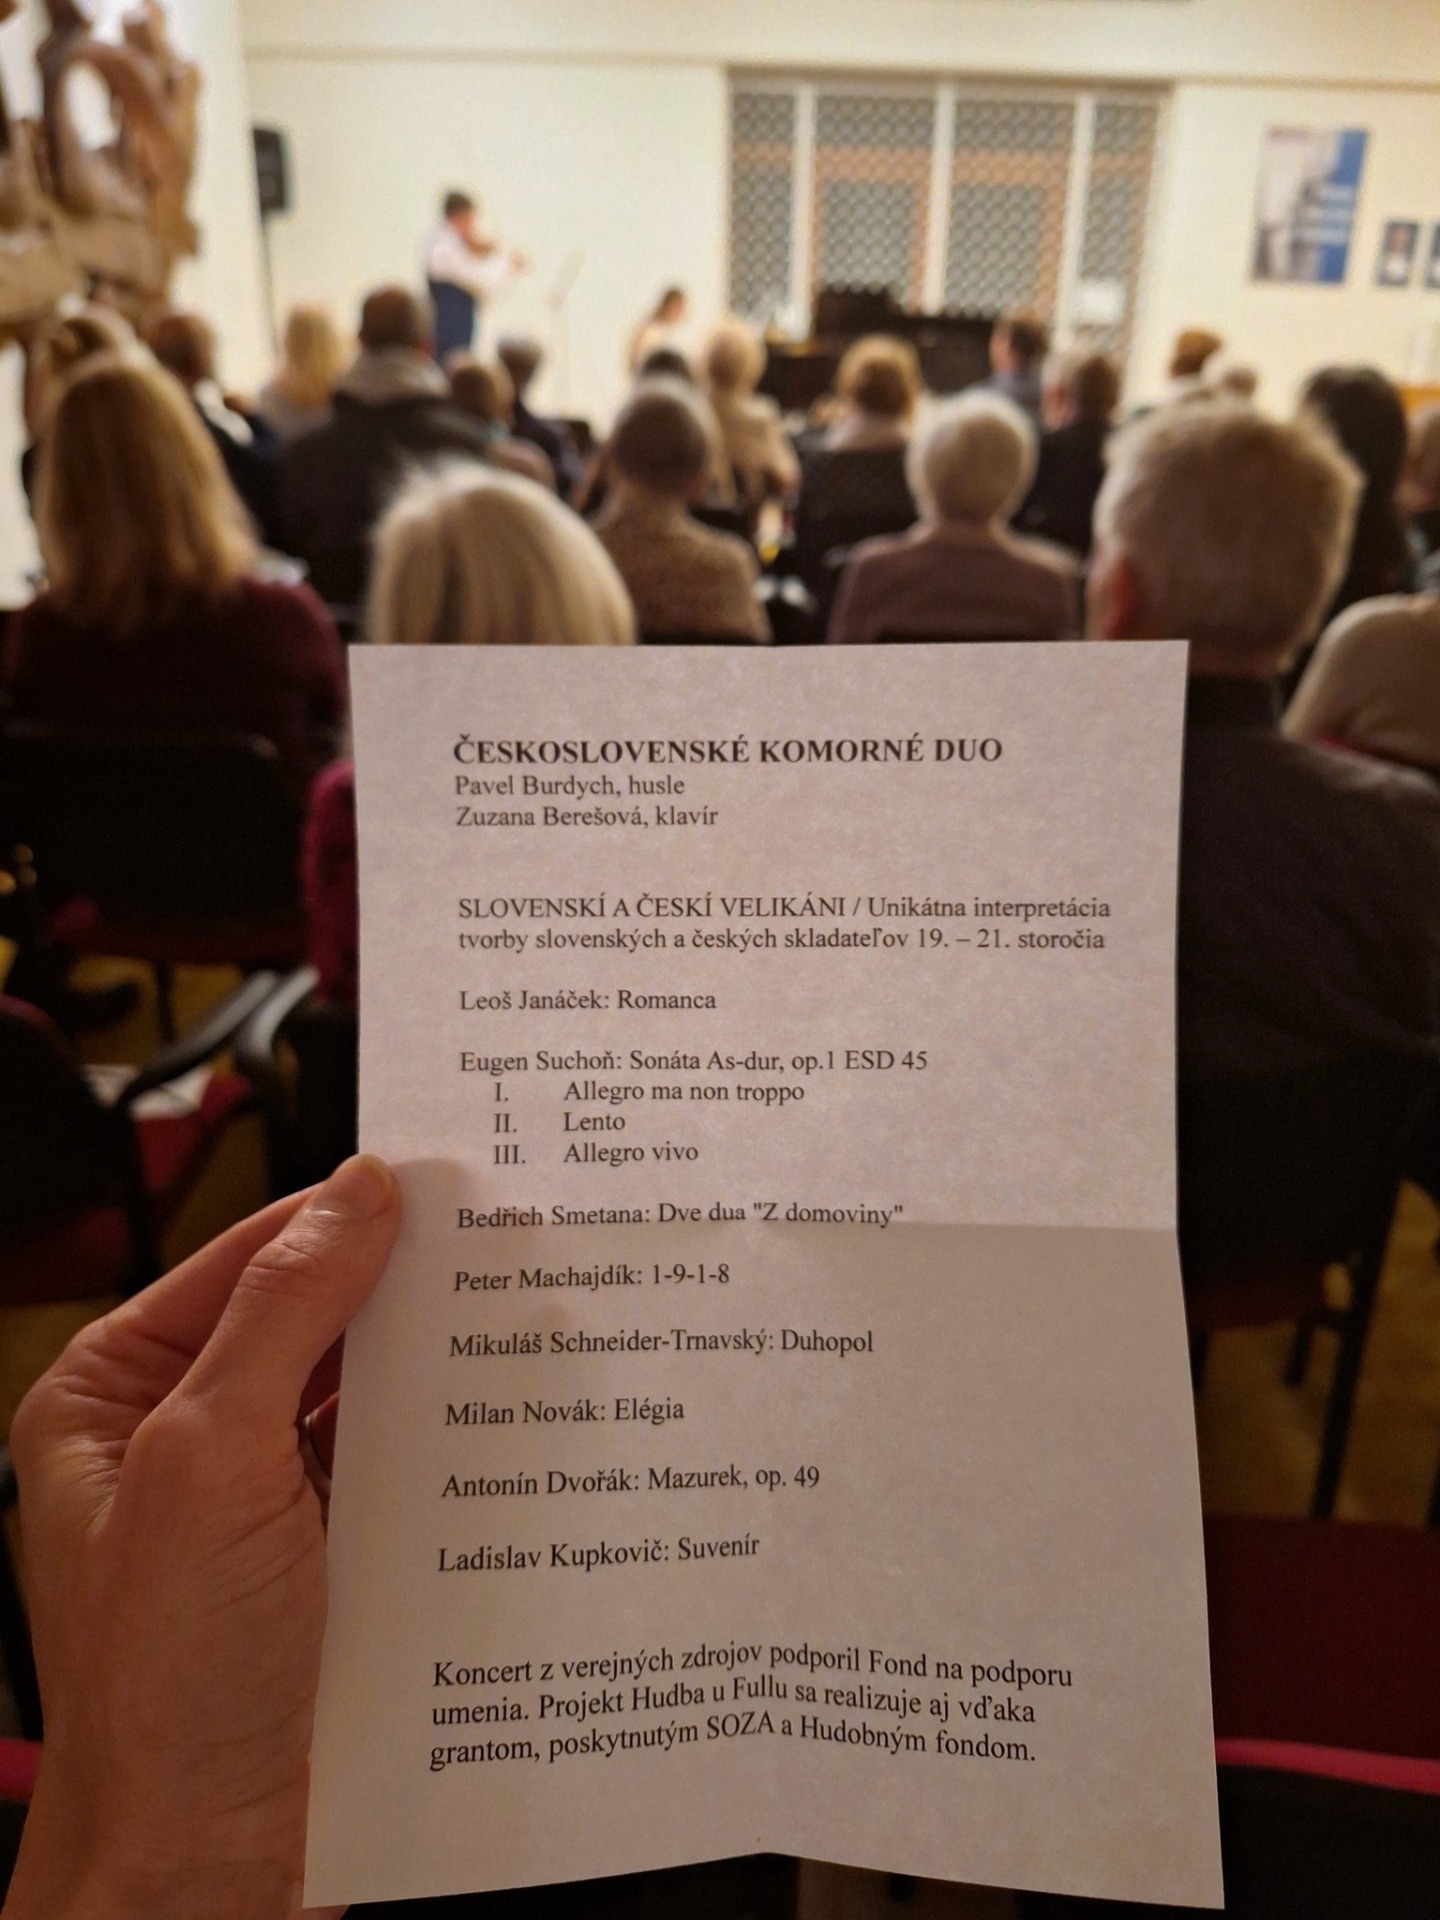 ČESKOSLOVENSKÉ KOMORNÉ DUO
Pavel Burdych, husle
Zuzana Berešová, klavír
SLOVENSKÍ A ČESKÍ VELIKÁNI / Unikátna interpretácia
tvorby slovenských a českých skladateľov 19. – 21. storočia
Leoš Janáček: Romanca
Eugen Suchoň: Sonáta As-dur, op.1 ESD 45
I. Allegro ma non troppo
II. Lento
III. Allegro vivo
Bedřich Smetana: Dve dua "Z domoviny"
Peter Machajdík: 1-9-1-8
Mikuláš Schneider-Trnavský: Duhopol
Milan Novák: Elégia
Antonín Dvořák: Mazurek, op. 49
Ladislav Kupkovič: Suvenír
Koncert z verejných zdrojov podporil Fond na podporu
umenia. Projekt Hudba u Fullu sa realizuje aj vďaka
grantom, poskytnutým SOZA a Hudobným fondom.